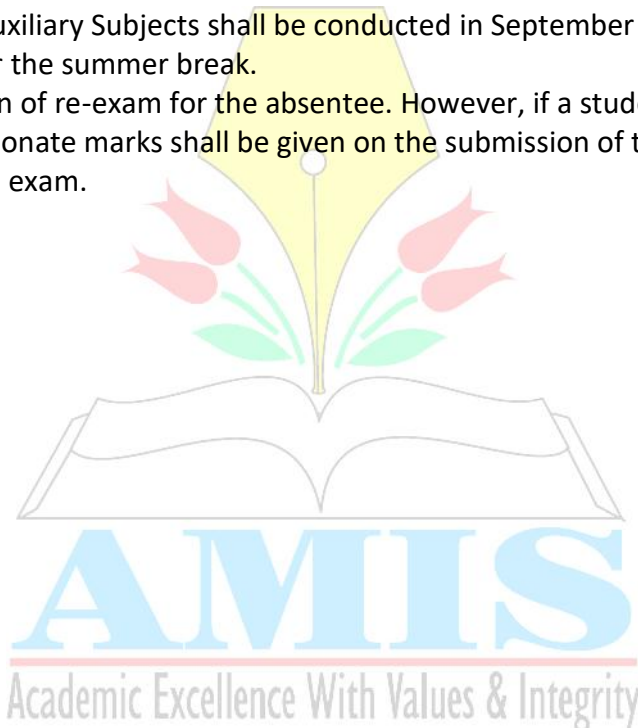 uxiliary Subjects shall be conducted in September
r the summer break.
n of re-exam for the absentee. However, if a stude
onate marks shall be given on the submission of t
exam.
AMIS
Academic Excellence With Values & Integrity